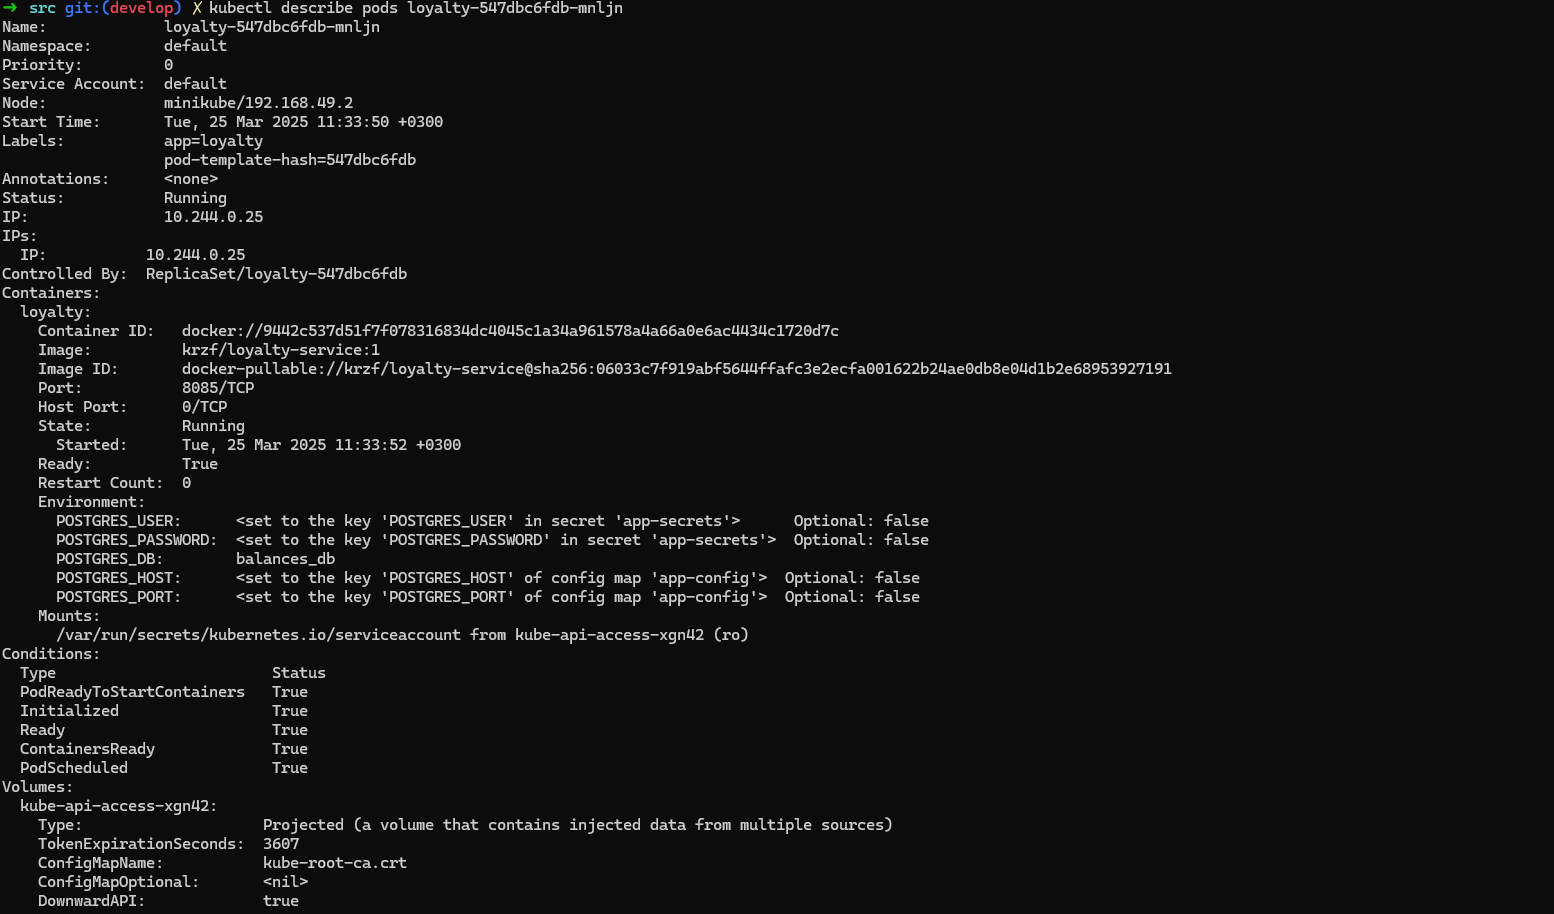 ➜  src git:(develop) ✗ kubectl describe pods loyalty-547dbc6fdb-mnljn
Name:             loyalty-547dbc6fdb-mnljn
Namespace:        default
Priority:         0
Service Account:  default
Node:             minikube/192.168.49.2
Start Time:       Tue, 25 Mar 2025 11:33:50 +0300
Labels:           app=loyalty
                  pod-template-hash=547dbc6fdb
Annotations:      <none>
Status:           Running
IP:               10.244.0.25
IPs:
  IP:           10.244.0.25
Controlled By:  ReplicaSet/loyalty-547dbc6fdb
Containers:
  loyalty:
    Container ID:   docker://9442c537d51f7f078316834dc4045c1a34a961578a4a66a0e6ac4434c1720d7c
    Image:          krzf/loyalty-service:1
    Image ID:       docker-pullable://krzf/loyalty-service@sha256:06033c7f919abf5644ffafc3e2ecfa001622b24ae0db8e04d1b2e68953927191
    Port:           8085/TCP
    Host Port:      0/TCP
    State:          Running
      Started:      Tue, 25 Mar 2025 11:33:52 +0300
    Ready:          True
    Restart Count:  0
    Environment:
      POSTGRES_USER:      <set to the key 'POSTGRES_USER' in secret 'app-secrets'>      Optional: false
      POSTGRES_PASSWORD:  <set to the key 'POSTGRES_PASSWORD' in secret 'app-secrets'>  Optional: false
      POSTGRES_DB:        balances_db
      POSTGRES_HOST:      <set to the key 'POSTGRES_HOST' of config map 'app-config'>  Optional: false
      POSTGRES_PORT:      <set to the key 'POSTGRES_PORT' of config map 'app-config'>  Optional: false
    Mounts:
      /var/run/secrets/kubernetes.io/serviceaccount from kube-api-access-xgn42 (ro)
Conditions:
  Type                        Status
  PodReadyToStartContainers   True
  Initialized                 True
  Ready                       True
  ContainersReady             True
  PodScheduled                True
Volumes:
  kube-api-access-xgn42:
    Type:                    Projected (a volume that contains injected data from multiple sources)
    TokenExpirationSeconds:  3607
    ConfigMapName:           kube-root-ca.crt
    ConfigMapOptional:       <nil>
    DownwardAPI:             true